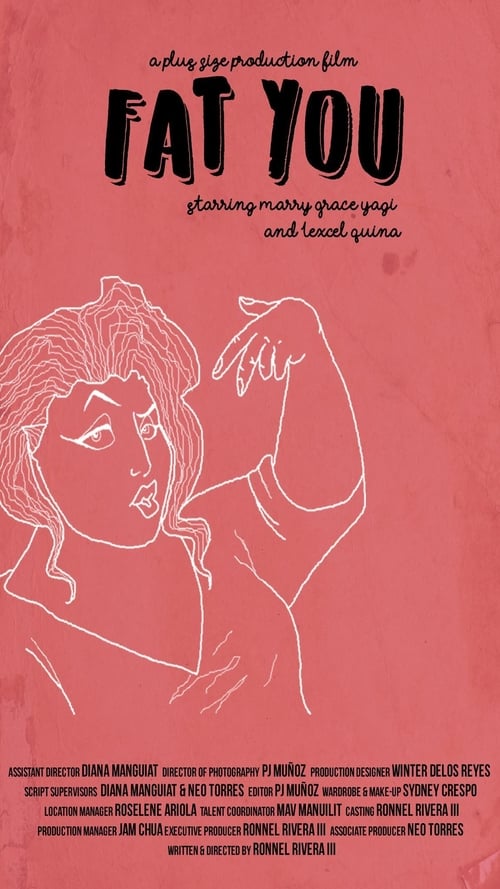 a plus size production film
FAT YOU
starring marry grace yagi
and lexcel quina
ASSISTANT DIRECTOR DIANA MANGUIAT DIRECTOR OF PHOTOGRAPHY PJ MUÑOZ PRODUCTION DESIGNER WINTER DELOS REYES
SCRIPT SUPERVISORS DIANA MANGUIAT & NEO TORRES EDITOR PJ MUÑOZ WARDROBE & MAKE-UP SYDNEY CRESPO
LOCATION MANAGER ROSELENE ARIOLA TALENT COORDINATOR MAV MANUILIT CASTING RONNEL RIVERA III
PRODUCTION MANAGER JAM CHUA EXECUTIVE PRODUCER RONNEL RIVERA III ASSOCIATE PRODUCER NEO TORRES
WRITTEN & DIRECTED BY RONNEL RIVERA III